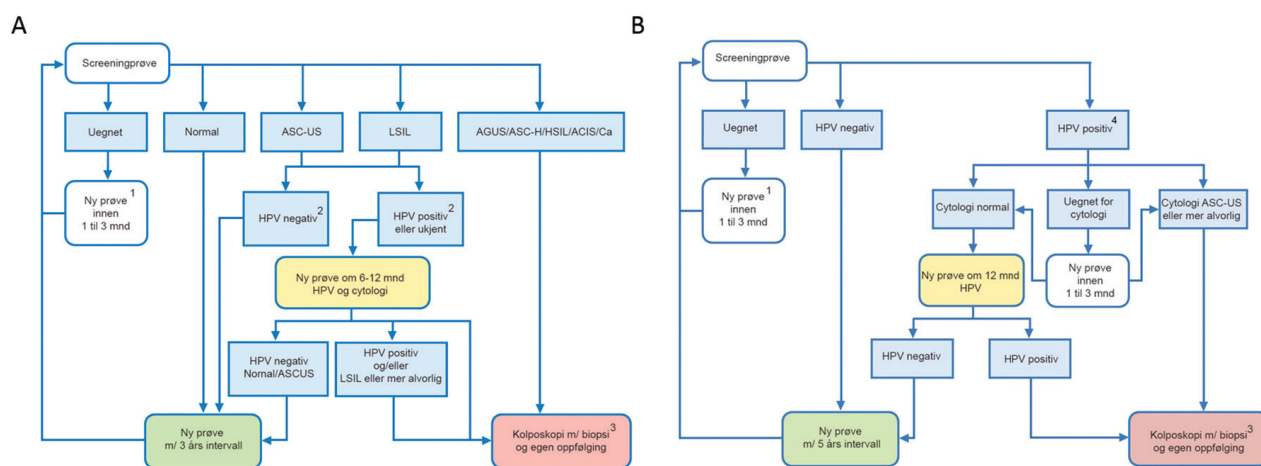 A
Screeningprøve
Uegnet
Normal
ASC-US
LSIL
AGUS/ASC-H/HSIL/ACIS/Ca
Ny prøve 1
innen
1 til 3 mnd
HPV negativ 2
HPV positiv 2
eller ukjent
Ny prøve om 6-12 mnd
HPV og cytologi
HPV negativ
Nornal/ASCUS
HPV positiv
og/eller
LSIL eller mer alvorlig
Ny prøve
m/ 3 års intervall
Kolposkopi m/ biopsi 3
og egen oppfølging
B
Screeningprøve
Uegnet
HPV negativ
HPV positiv 4
Ny prøve 1
innen
1 til 3 mnd
Cytologi normal
Uegnet for
cytologi
Cytologi ASC-US
eller mer alvorlig
Ny prøve om 12 mnd
HPV
Ny prøve
innen
1 til 3 mnd
HPV negativ
HPV positiv
Ny prøve
m/ 5 års intervall
Kolposkopi m/ biopsi 3
og egen oppfølging